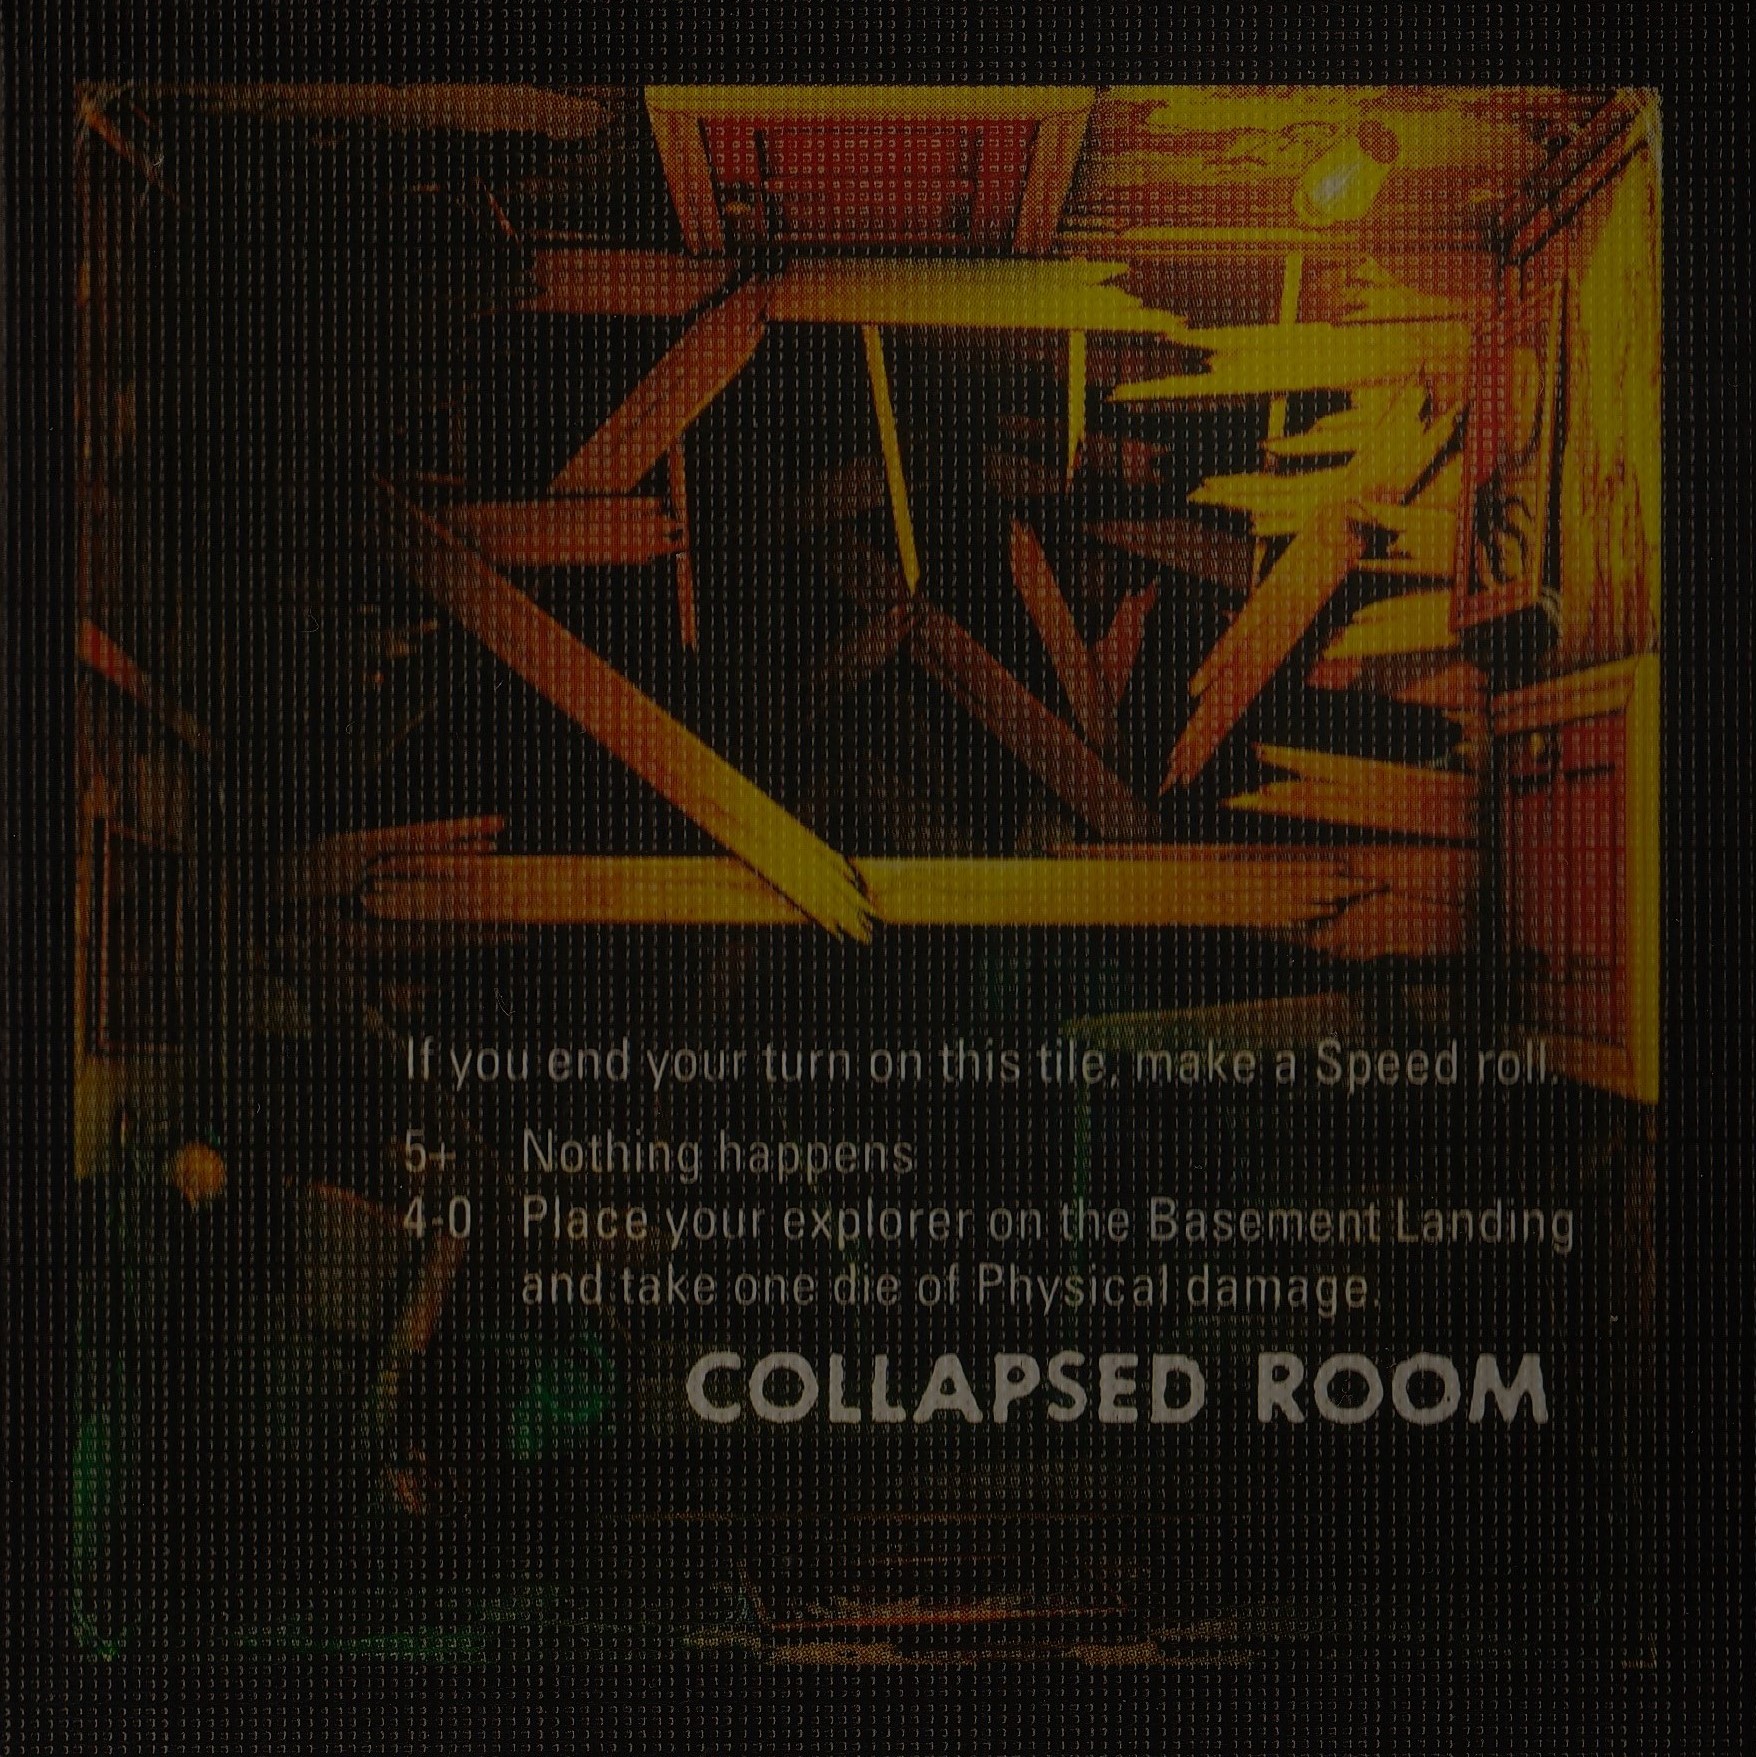 If you end your turn on this tile, make a Speed roll.
5+ Nothing happens
4-0 Place your explorer on the Basement Landing
and take one die of Physical damage.
COLLAPSED ROOM